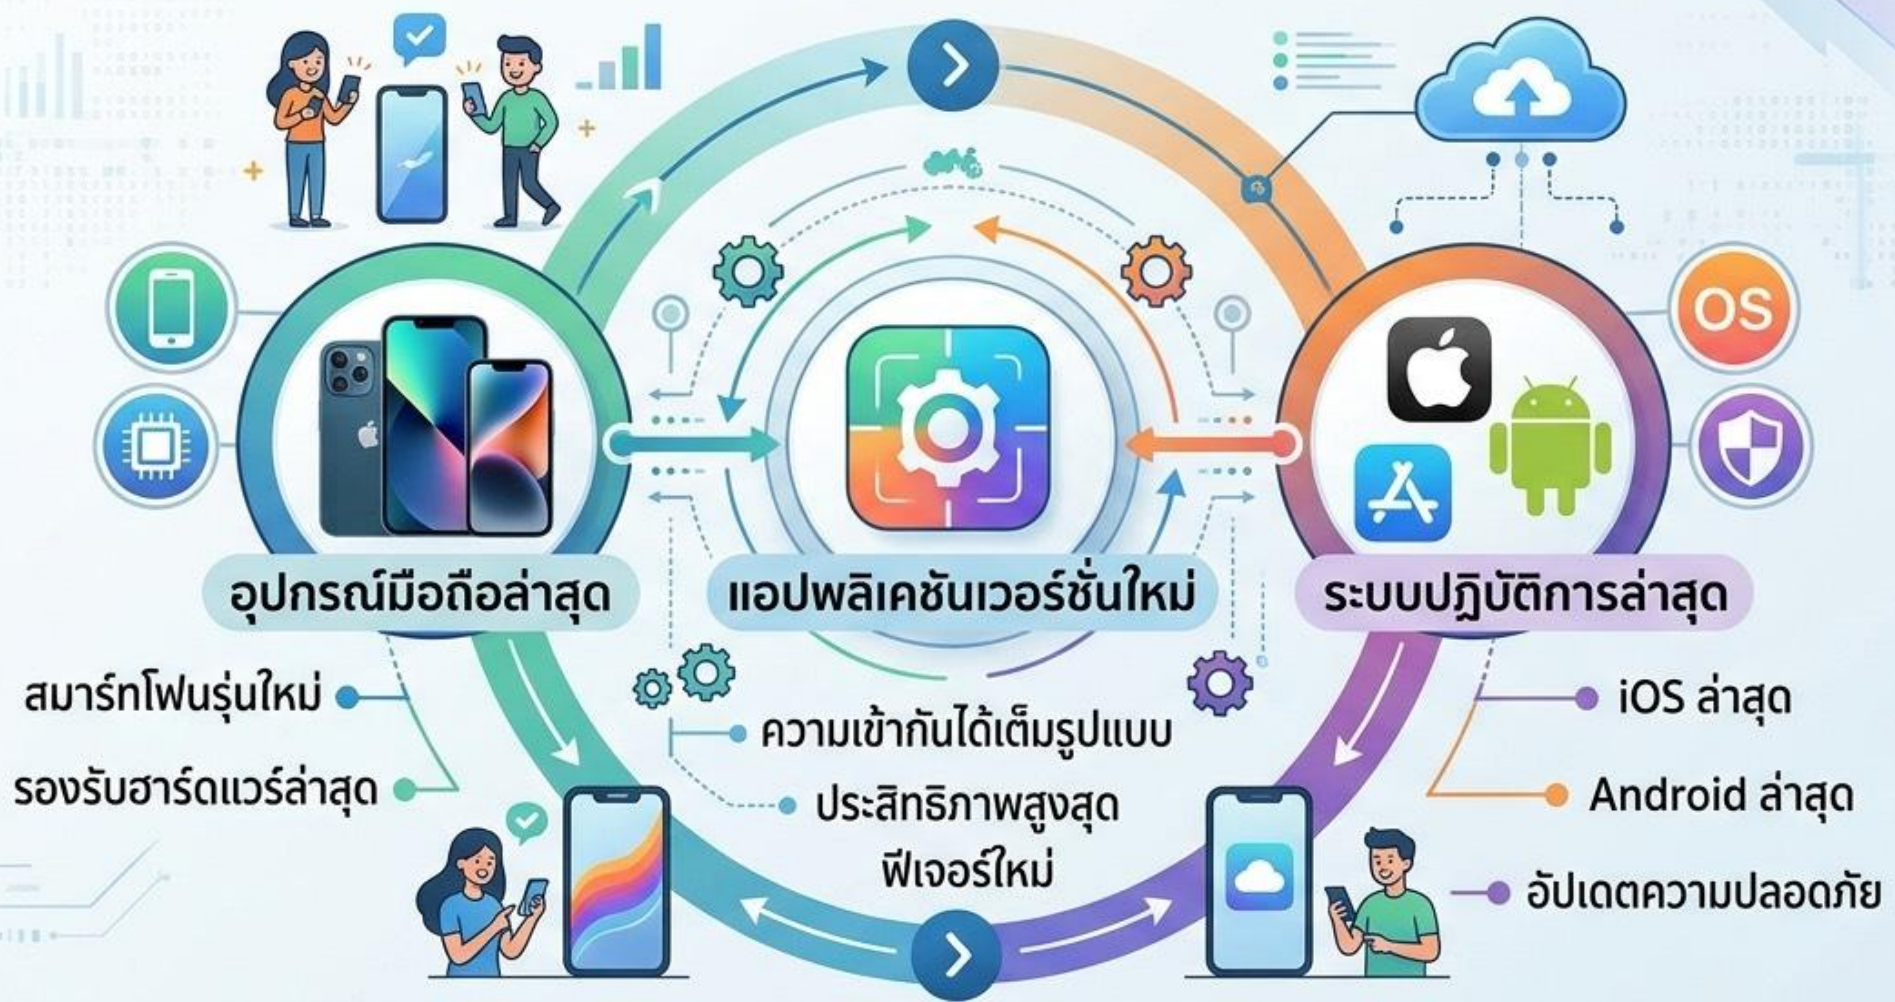 OS
อุปกรณ์มือถือล่าสุด
แอปพลิเคชันเวอร์ชั่นใหม่
ระบบปฏิบัติการล่าสุด
สมาร์ทโฟนรุ่นใหม่
รองรับฮาร์ดแวร์ล่าสุด
ความเข้ากันได้เต็มรูปแบบ
ประสิทธิภาพสูงสุด
ฟีเจอร์ใหม่
iOS ล่าสุด
Android ล่าสุด
อัปเดตความปลอดภัย